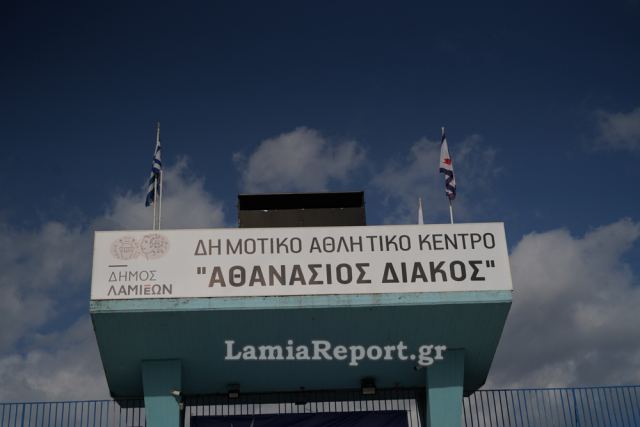 ΔΗΜΟΤΙΚΟ ΑΘΛΗΤΙΚΟ ΚΕΝΤΡΟ
"ΑΘΑΝΑΣΙΟΣ ΔΙΑΚΟΣ"
ΔΗΜΟΣ
ΛΑΜΙΕΩΝ
LamiaReport.gr